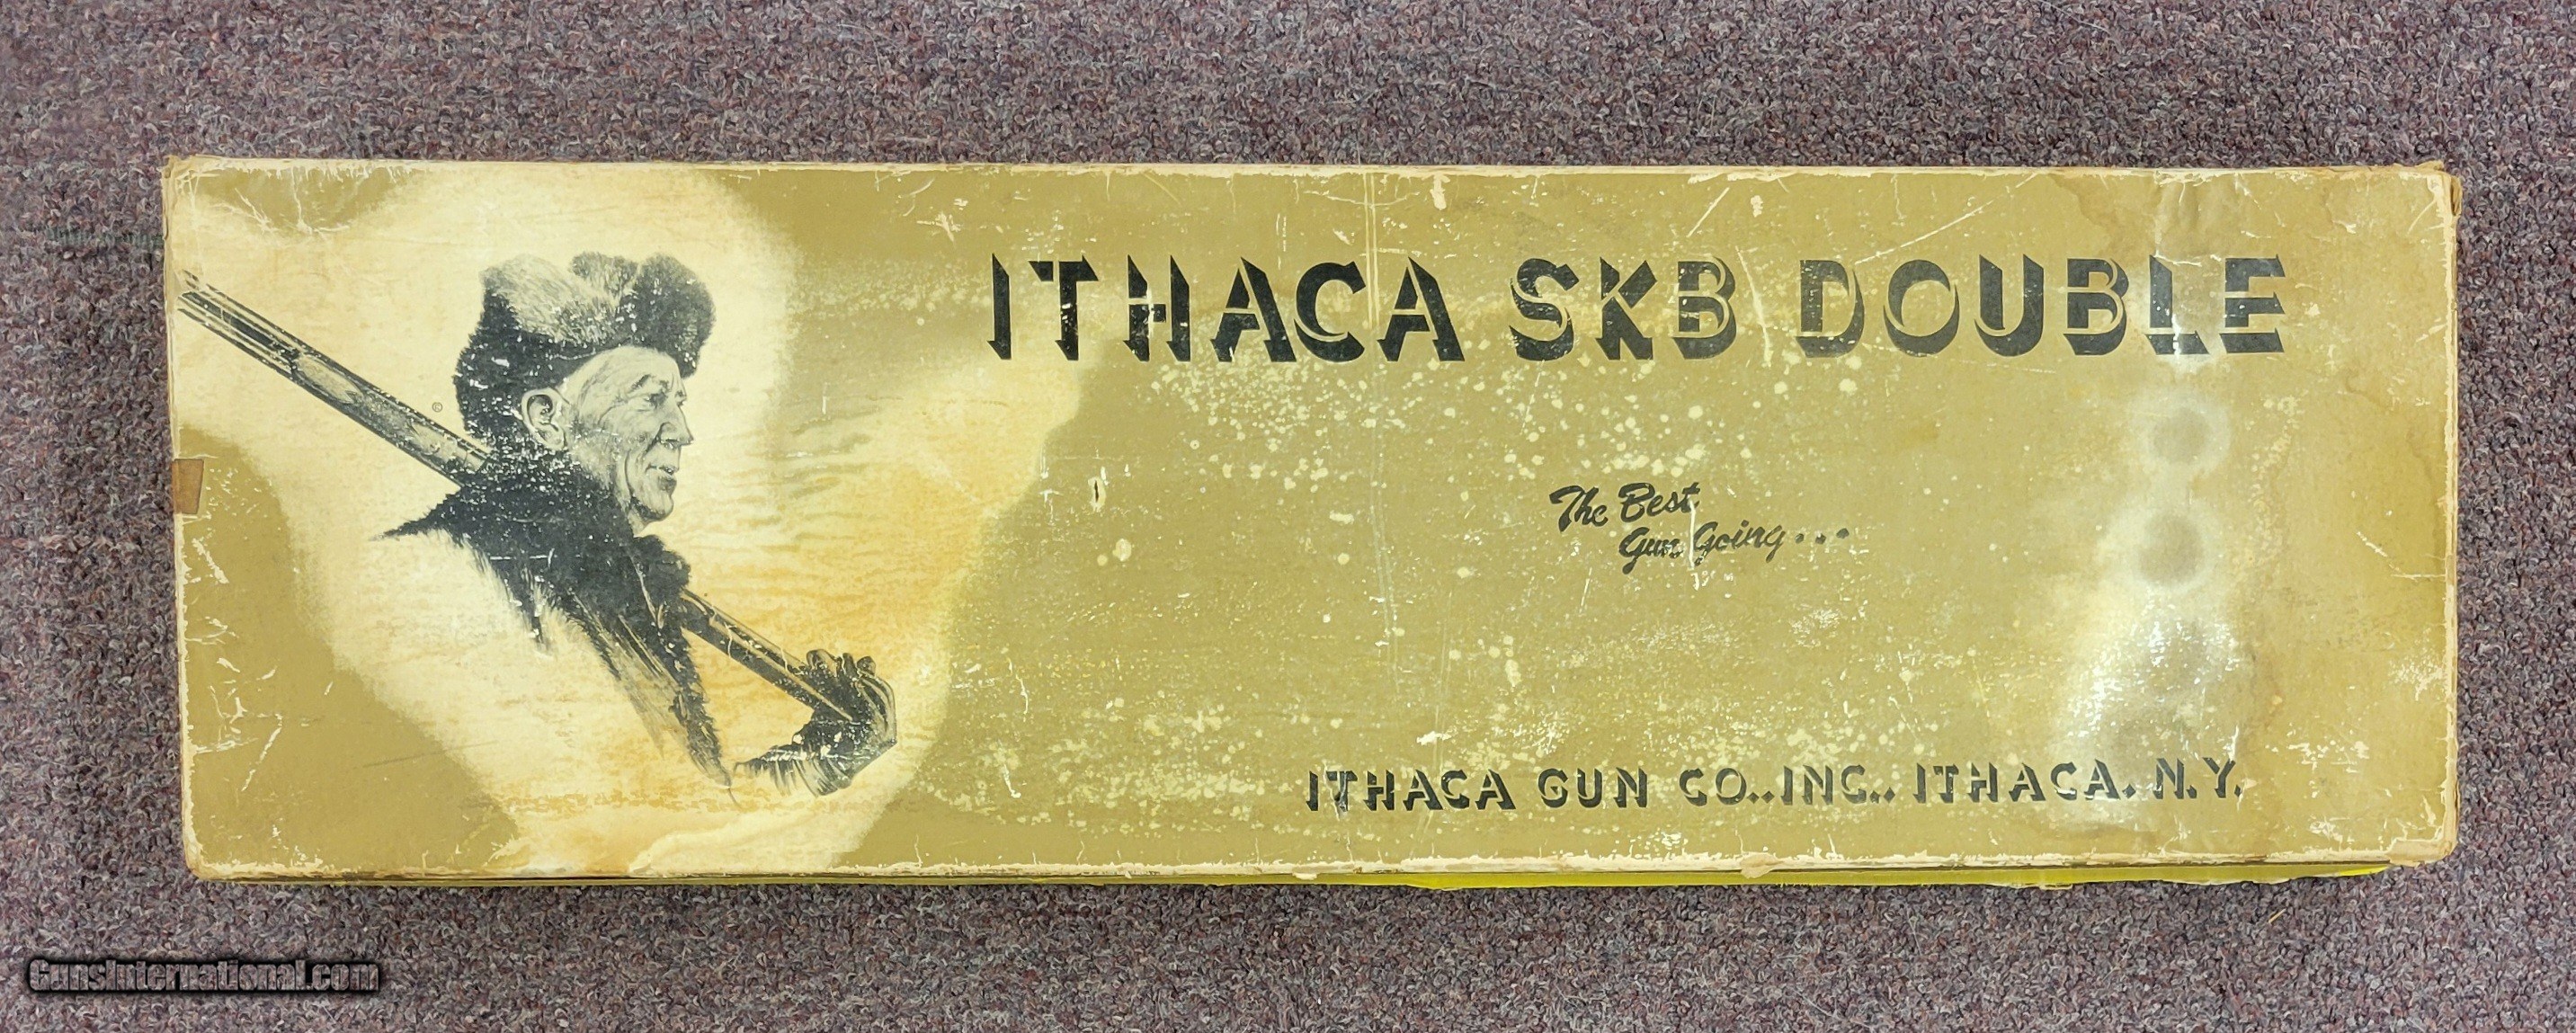 ITHACA SKB DOUBLE
®
The Best
Gun Going...
ITHACA GUN CO., INC., ITHACA, N.Y.
GunsInternational.com